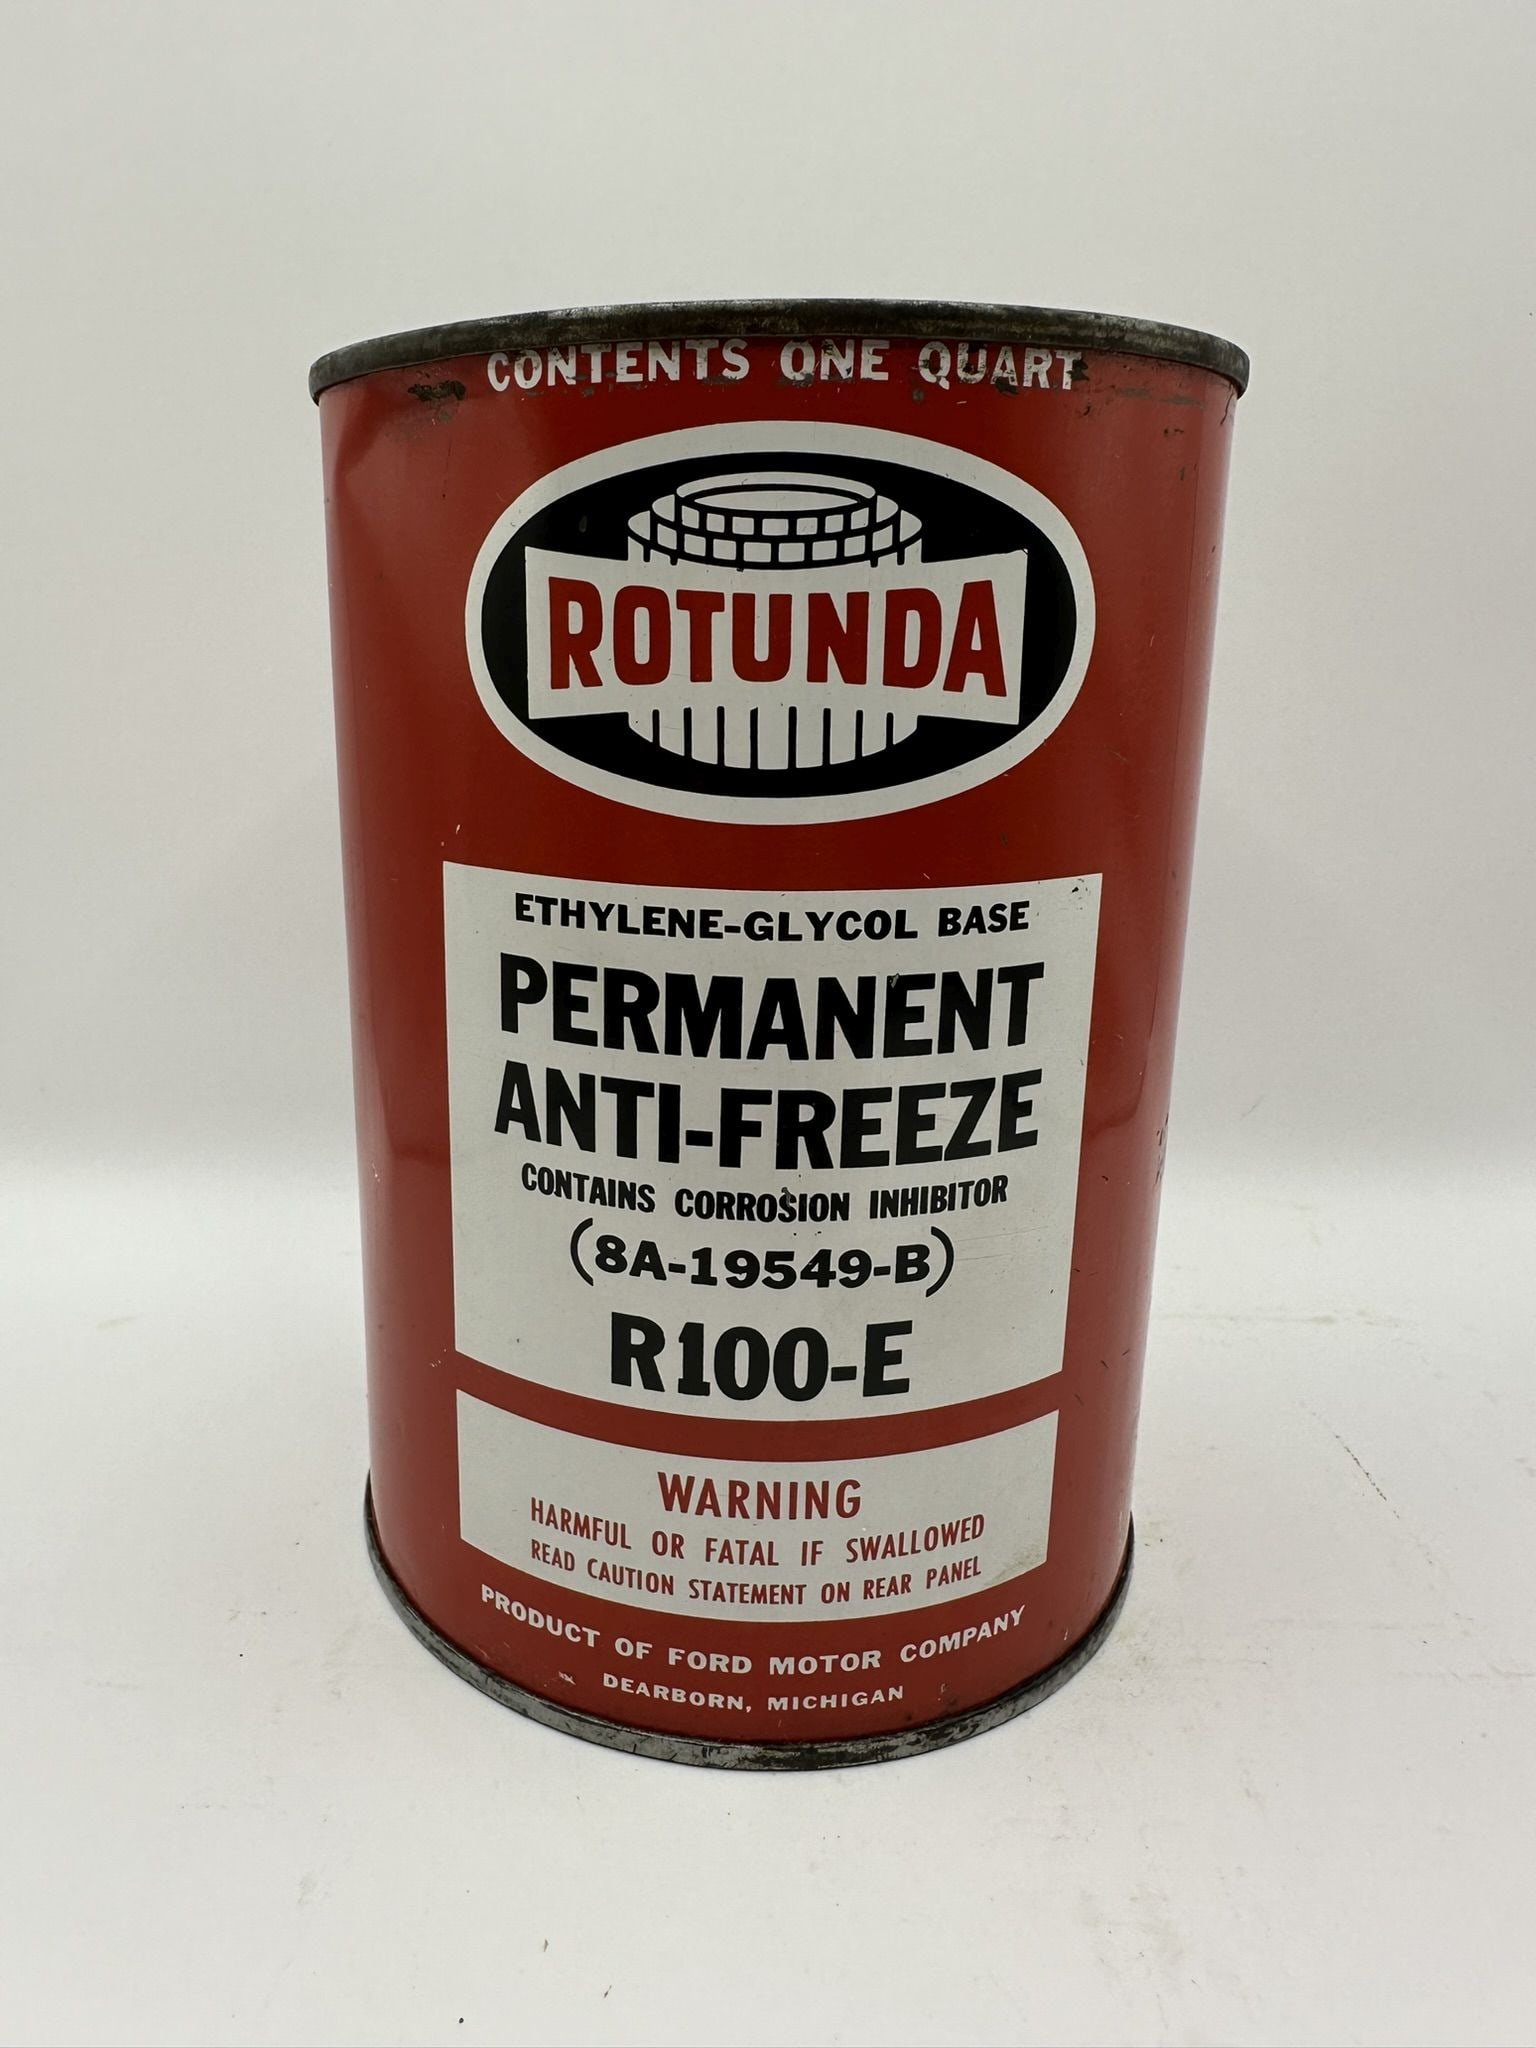 CONTENTS ONE QUART
ROTUNDA
ETHYLENE-GLYCOL BASE
PERMANENT
ANTI-FREEZE
CONTAINS CORROSION INHIBITOR
(8A-19549-B)
R100-E
WARNING
HARMFUL OR FATAL IF SWALLOWED
READ CAUTION STATEMENT ON REAR PANEL
PRODUCT OF FORD MOTOR COMPANY
DEARBORN, MICHIGAN